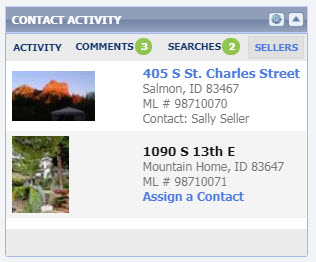 CONTACT ACTIVITY
ACTIVITY COMMENTS 3 SEARCHES 2 SELLERS
405 S St. Charles Street
Salmon, ID 83467
ML # 98710070
Contact: Sally Seller
1090 S 13th E
Mountain Home, ID 83647
ML # 98710071
Assign a Contact